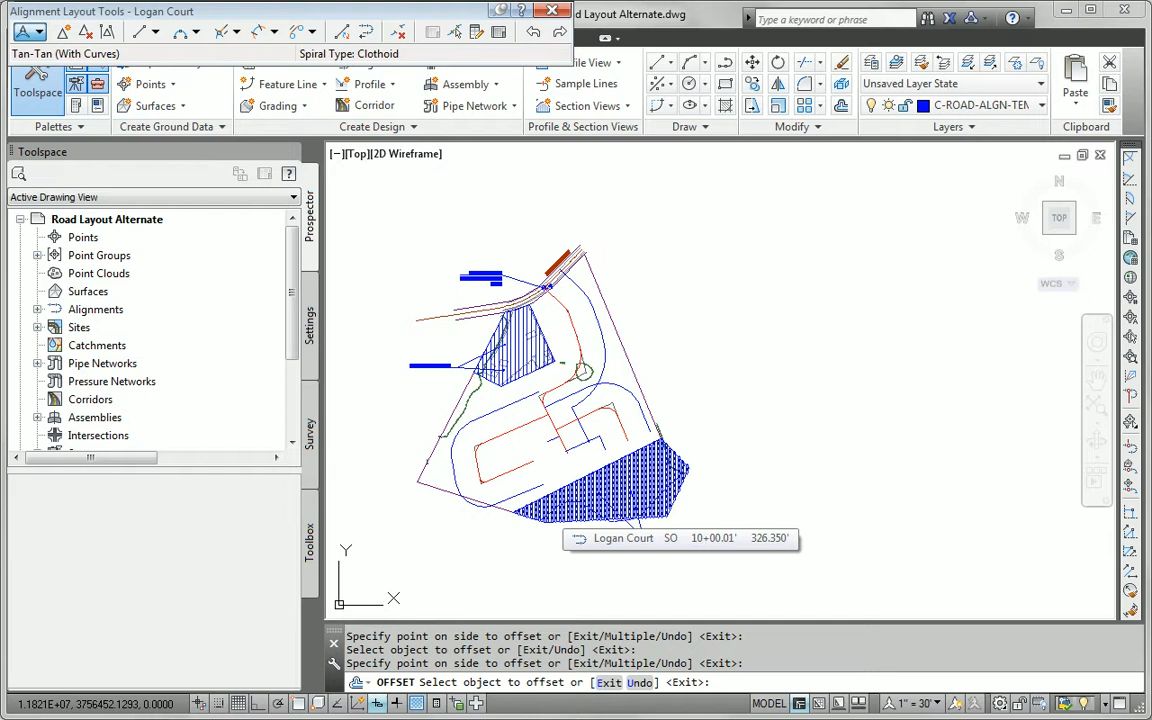 Alignment Layout Tools - Logan Court
d Layout Alternate.dwg
Type a keyword or phrase
Tan-Tan (With Curves)
Spiral Type: Clothoid
Toolspace
Points
Surfaces
Palettes
Create Ground Data
Feature Line
Grading
Profile
Corridor
Assembly
Pipe Network
Create Design
file View
Sample Lines
Section Views
Profile & Section Views
Draw
Modify
Unsaved Layer State
C-ROAD-ALGN-TEN
Layers
Paste
Clipboard
Toolspace
Active Drawing View
Road Layout Alternate
Points
Point Groups
Point Clouds
Surfaces
Alignments
Sites
Catchments
Pipe Networks
Pressure Networks
Corridors
Assemblies
Intersections
Prospector
Settings
Survey
Toolbox
[−][Top][2D Wireframe]
N
W
TOP
E
S
WCS
Logan Court SO 10+00.01' 326.350'
Y
X
Specify point on side to offset or [Exit/Multiple/Undo] <Exit>:
Select object to offset or [Exit/Undo] <Exit>:
Specify point on side to offset or [Exit/Multiple/Undo] <Exit>:
OFFSET Select object to offset or [Exit Undo] <Exit>:
1.1821E+07, 3756452.1293, 0.0000
MODEL
1" = 30'